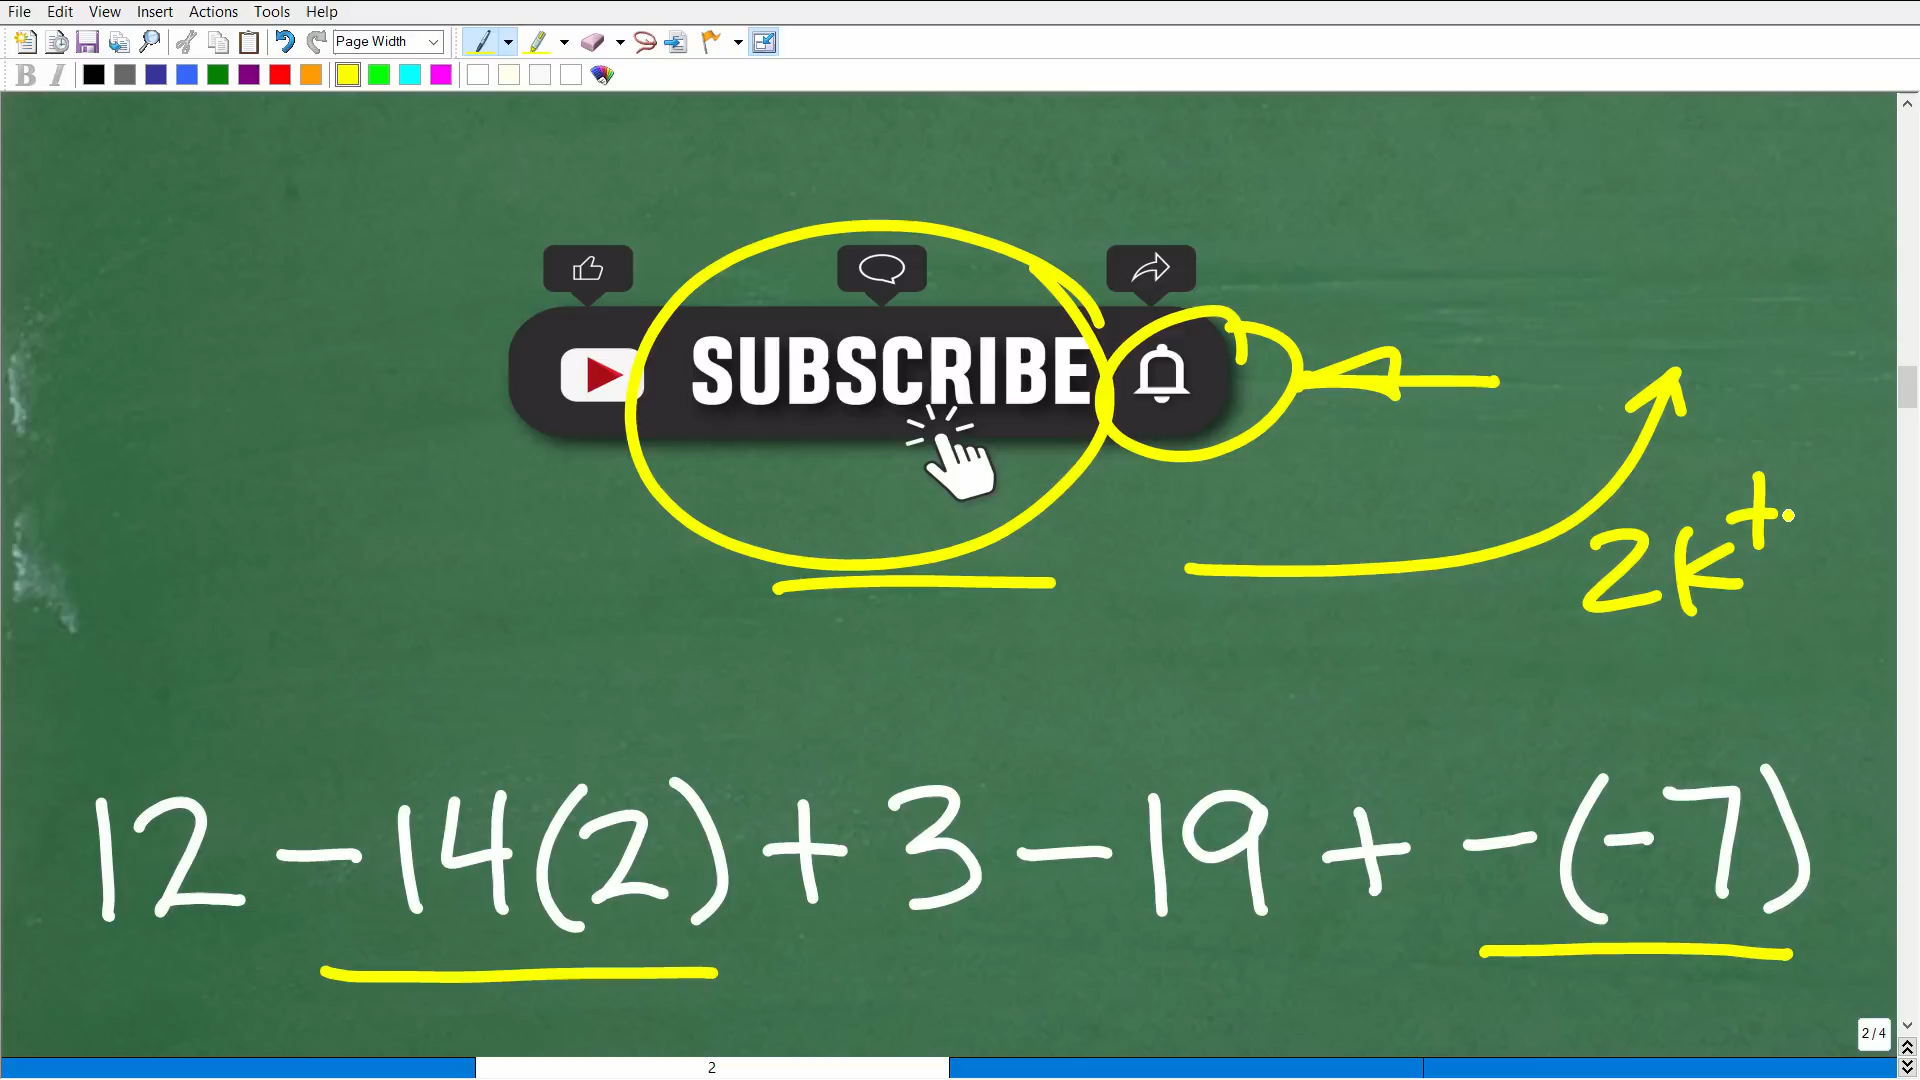 File Edit View Insert Actions Tools Help
Page Width
B I
SUBSCRIBE
2K+
12 - 14(2) + 3 - 19 + -(-7)
2 / 4
2